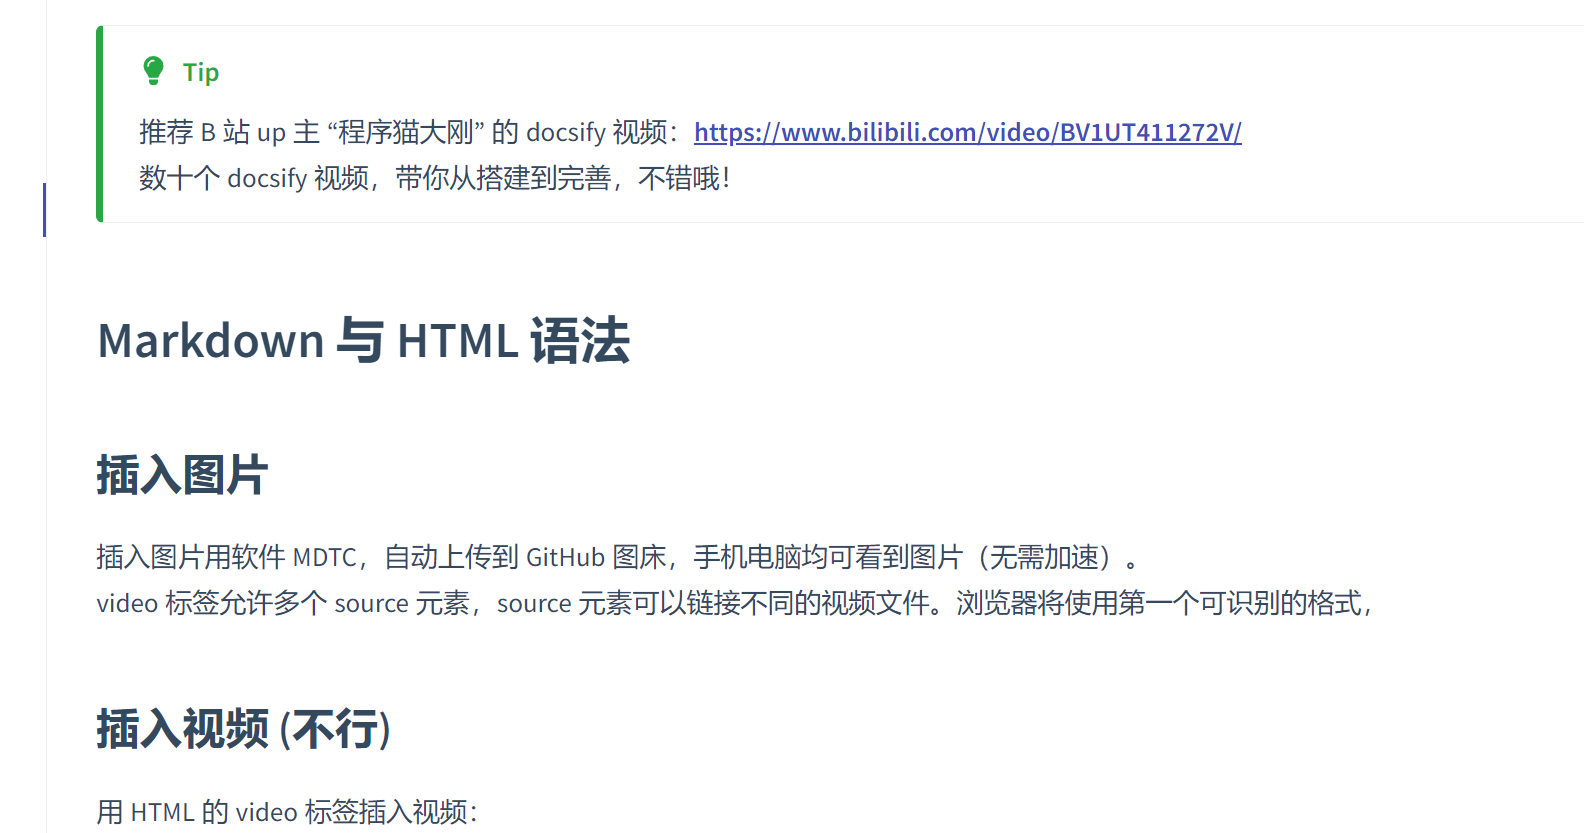 Tip
推荐 B 站 up 主 “程序猫大刚” 的 docsify 视频：https://www.bilibili.com/video/BV1UT411272V/
数十个 docsify 视频，带你从搭建到完善，不错哦！
Markdown 与 HTML 语法
插入图片
插入图片用软件 MDTC，自动上传到 GitHub 图床，手机电脑均可看到图片（无需加速）。
video 标签允许多个 source 元素，source 元素可以链接不同的视频文件。浏览器将使用第一个可识别的格式，
插入视频 (不行)
用 HTML 的 video 标签插入视频：